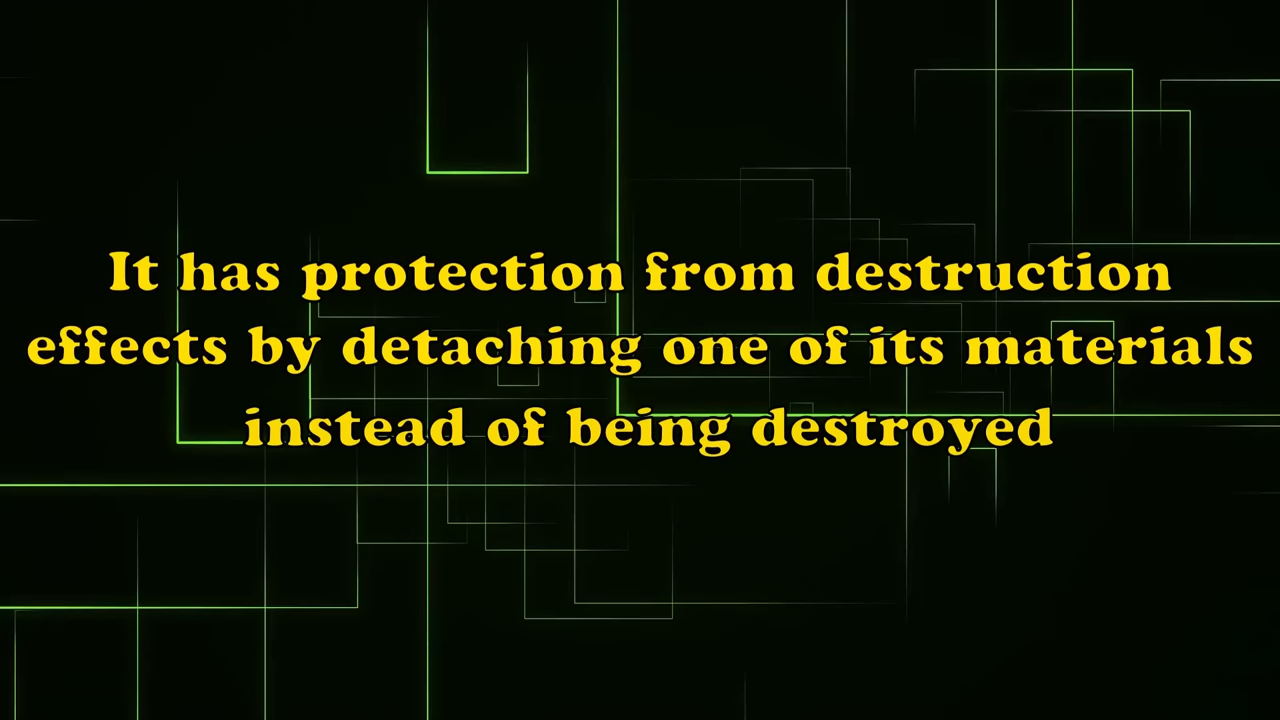 It has protection from destruction
effects by detaching one of its materials
instead of being destroyed